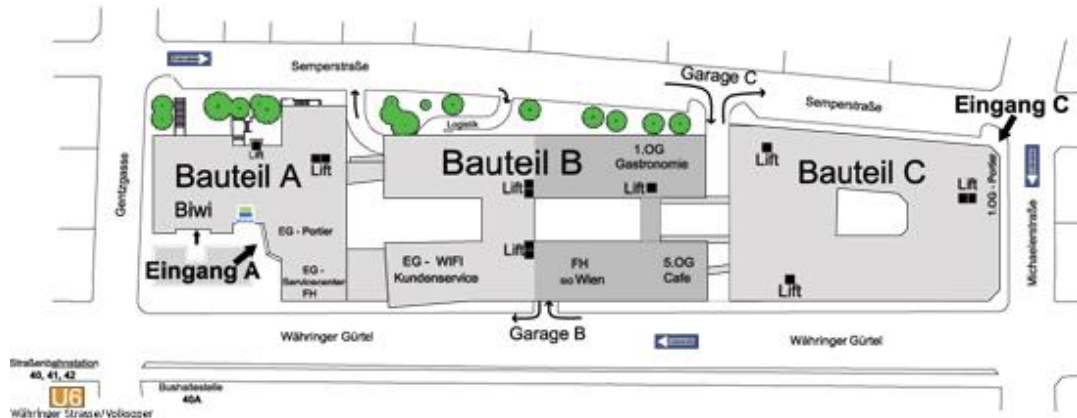 Semperstraße
Garage C
Semperstraße
Eingang C
Logistik
Lift
Bauteil A
Lift
Biwi
Gentzgasse
EG - Portier
Eingang A
EG -
Servicecenter
FH
Bauteil B
1.OG
Gastronomie
Lift
Lift
Lift
EG - WIFI
Kundenservice
FH
Wien
5.OG
Cafe
Bauteil C
Lift
Lift
Lift
1.OG - Portier
Michaelerstraße
Währinger Gürtel
Garage B
Währinger Gürtel
Straßenbahnstation
40, 41, 42
U6
Währinger Strasse/Volksoper
Bushaltestelle
40A